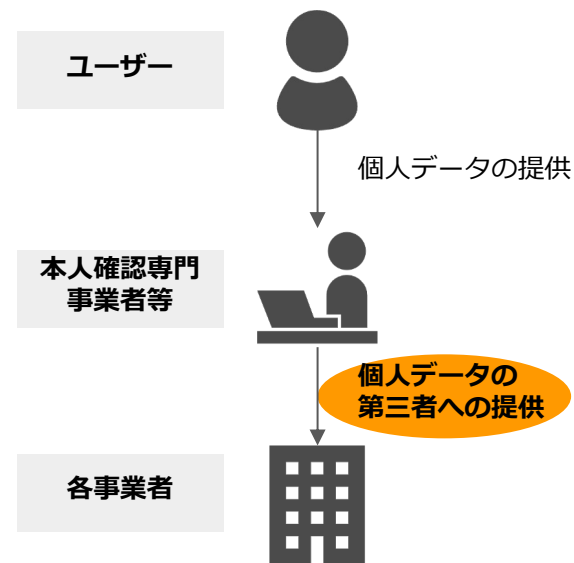 ユーザー
個人データの提供
本人確認専門
事業者等
個人データの
第三者への提供
各事業者